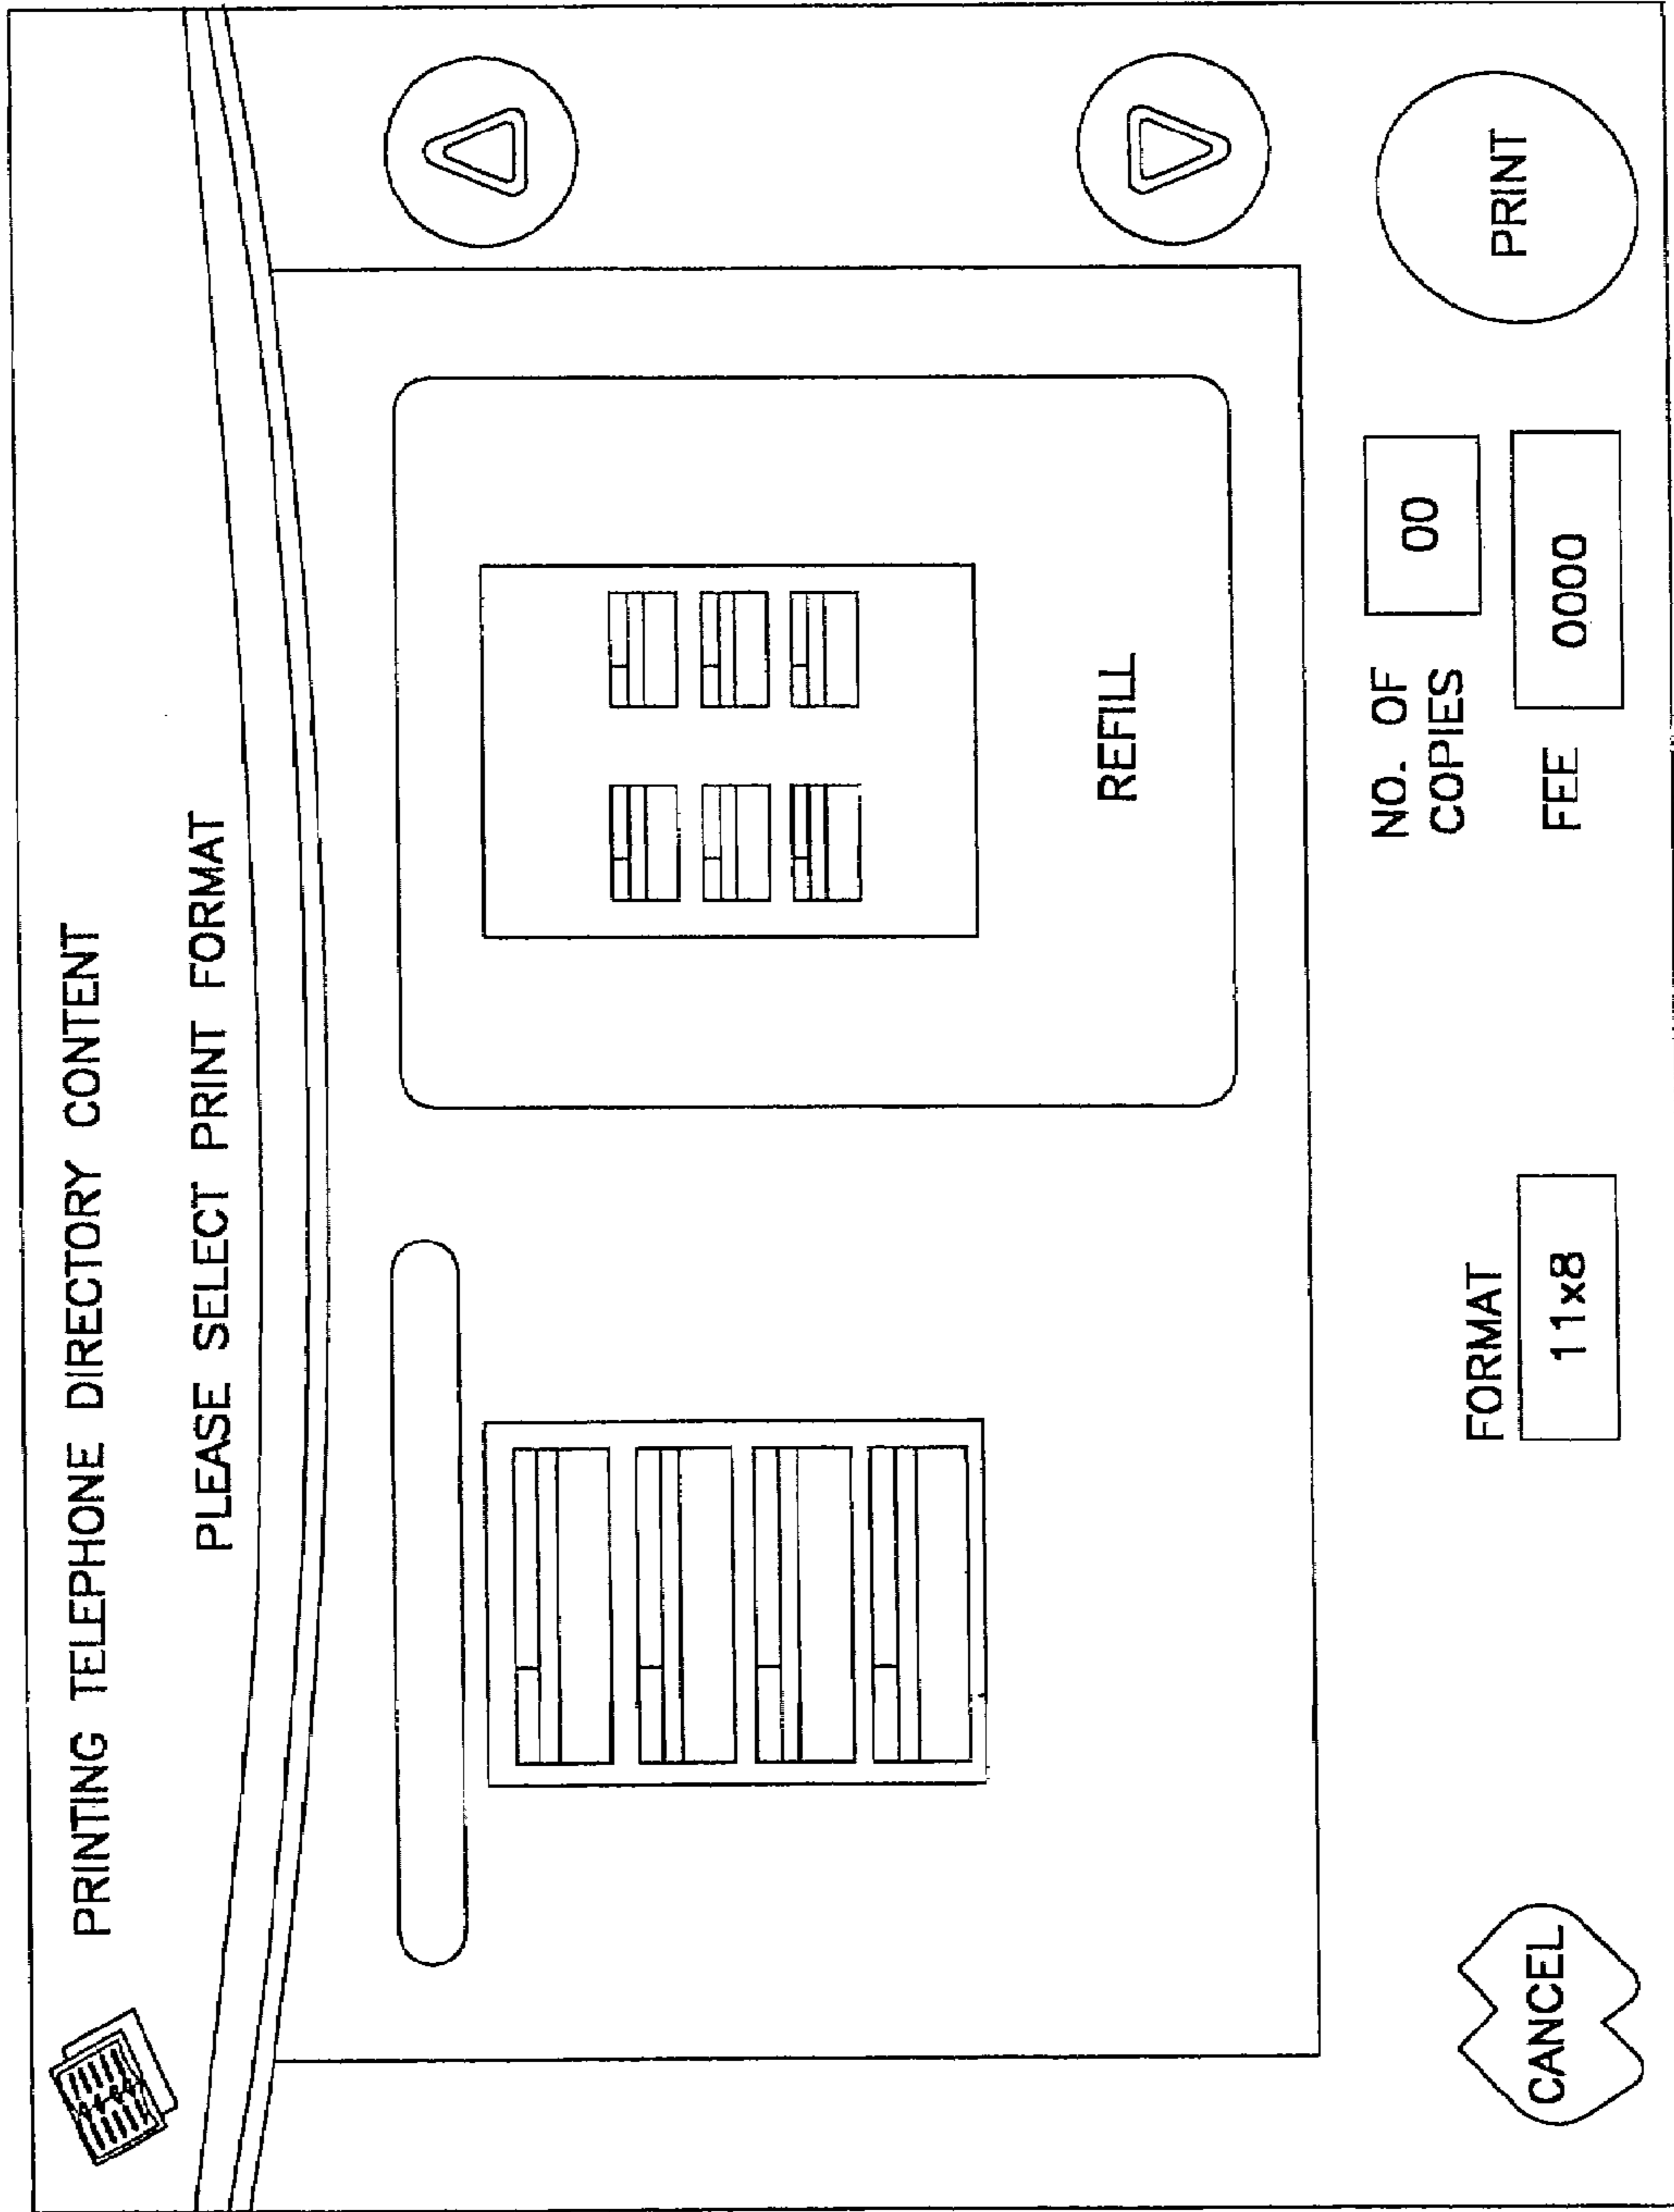 PRINTING TELEPHONE DIRECTORY CONTENT
PLEASE SELECT PRINT FORMAT
REFILL
CANCEL
FORMAT
11x8
NO. OF
COPIES
00
FEE
0000
PRINT